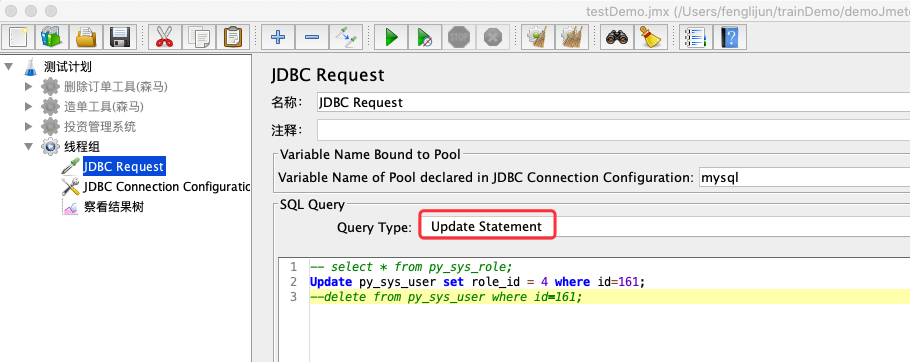 testDemo.jmx (/Users/fenglijun/trainDemo/demoJmete
测试计划
删除订单工具(森马)
造单工具(森马)
投资管理系统
线程组
JDBC Request
JDBC Connection Configuratic
察看结果树
JDBC Request
名称: JDBC Request
注释:
Variable Name Bound to Pool
Variable Name of Pool declared in JDBC Connection Configuration: mysql
SQL Query
Query Type: Update Statement
1 -- select * from py_sys_role;
2 Update py_sys_user set role_id = 4 where id=161;
3 --delete from py_sys_user where id=161;